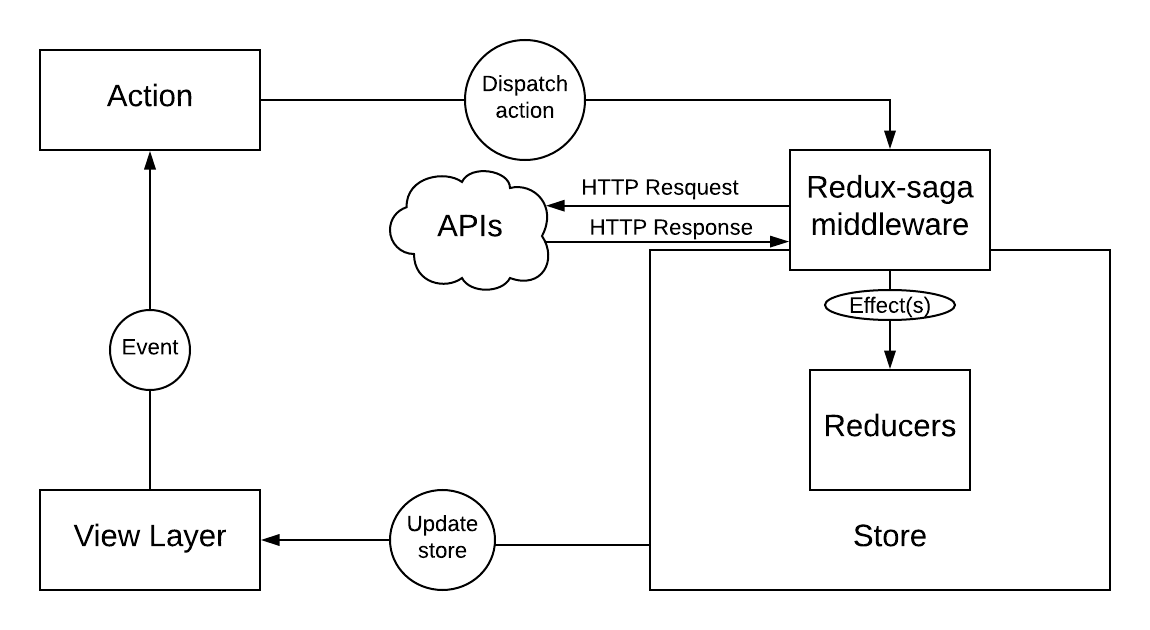 Action
Dispatch
action
HTTP Resquest
Redux-saga
middleware
APIs
HTTP Response
Effect(s)
Event
Reducers
View Layer
Update
store
Store